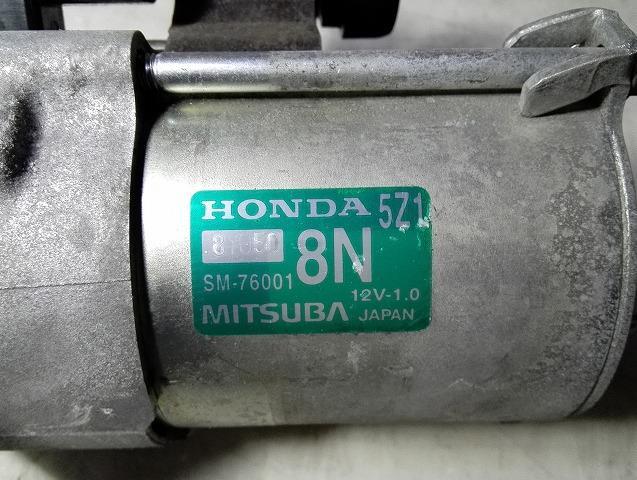 HONDA 5Z1
8N
SM-76001
12V-1.0
MITSUBA JAPAN